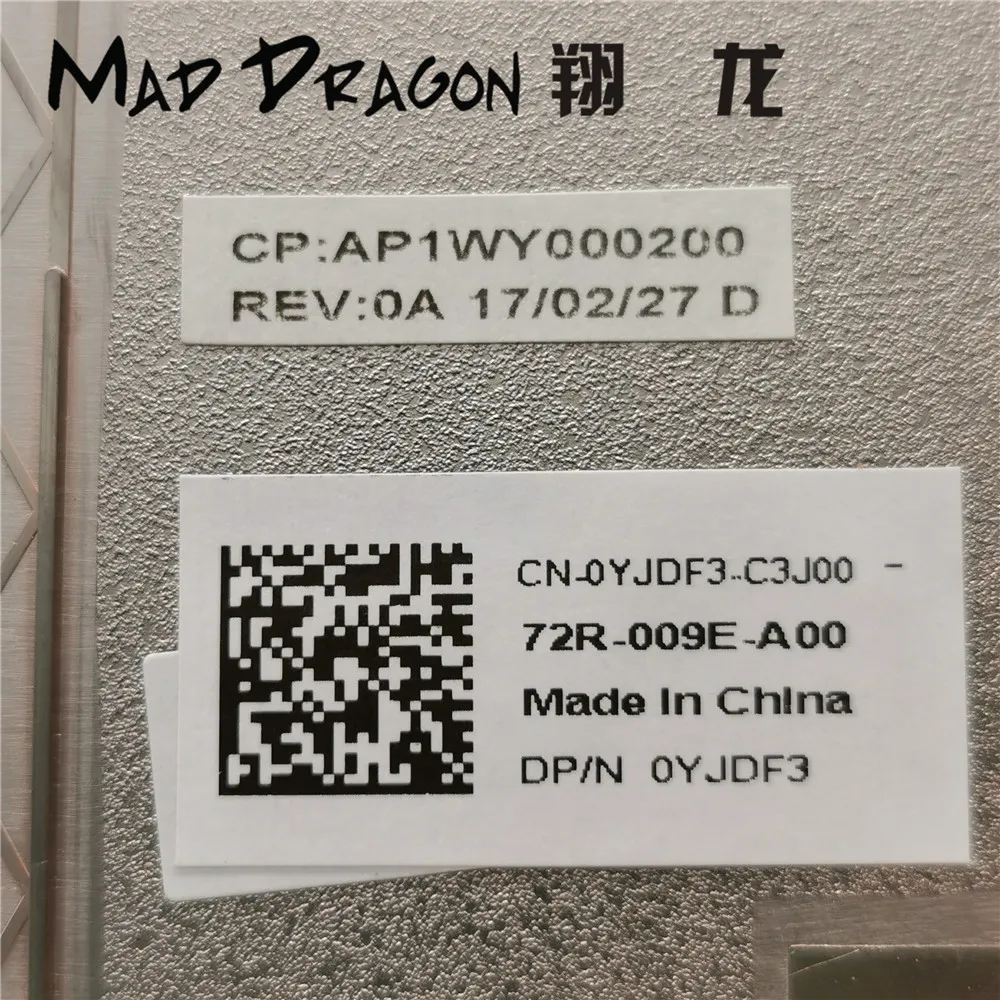 MAD DRAGON 翔 龙
CP:AP1WY000200
REV:0A 17/02/27 D
CN-0YJDF3-C3J00 -
72R-009E-A00
Made In China
DP/N 0YJDF3